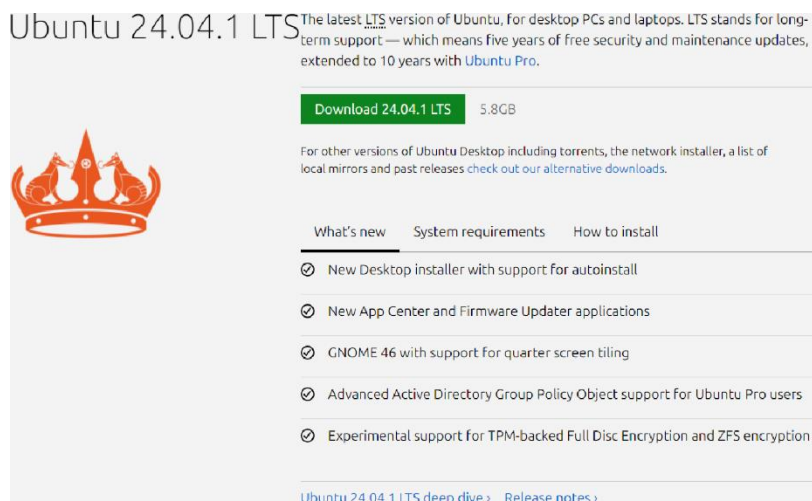 Ubuntu 24.04.1 LTS
The latest LTS version of Ubuntu, for desktop PCs and laptops. LTS stands for long-
term support — which means five years of free security and maintenance updates,
extended to 10 years with Ubuntu Pro.
Download 24.04.1 LTS 5.8GB
For other versions of Ubuntu Desktop including torrents, the network installer, a list of
local mirrors and past releases check out our alternative downloads.
What's new System requirements How to install
New Desktop installer with support for autoinstall
New App Center and Firmware Updater applications
GNOME 46 with support for quarter screen tiling
Advanced Active Directory Group Policy Object support for Ubuntu Pro users
Experimental support for TPM-backed Full Disc Encryption and ZFS encryption
Ubuntu 24.04.1 LTS deep dive › Release notes ›